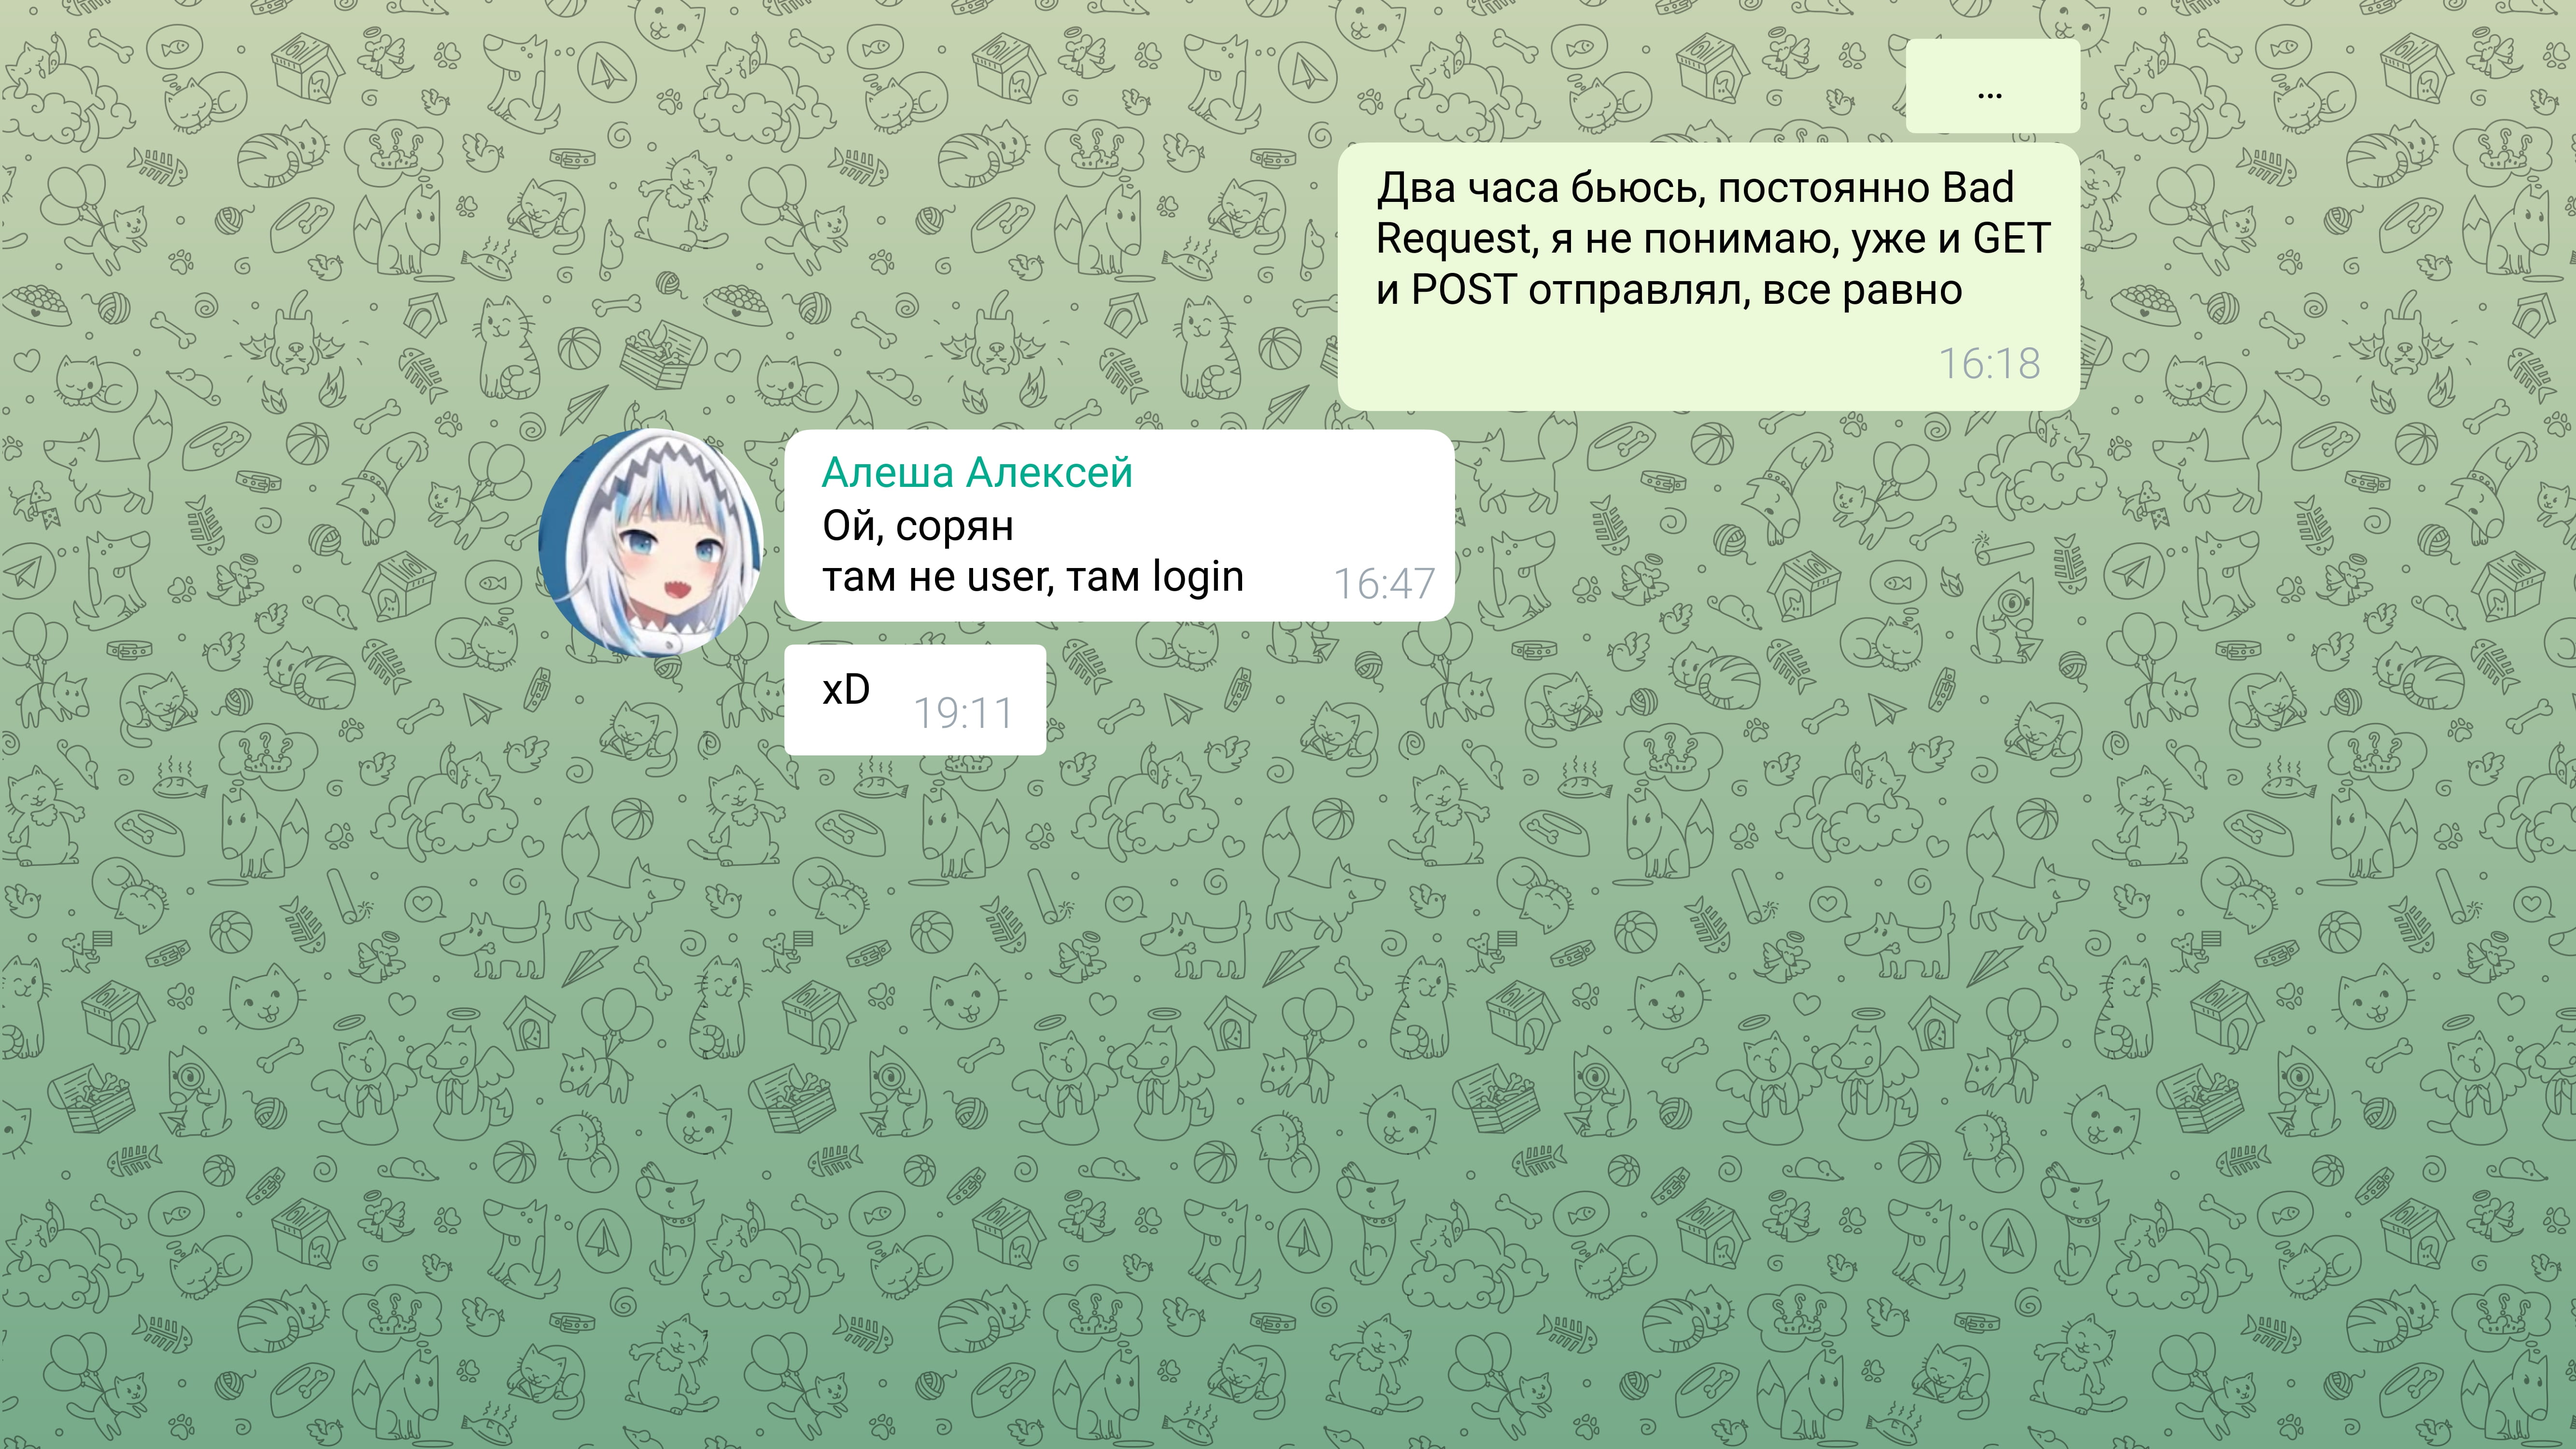 ...
Два часа бьюсь, постоянно Bad
Request, я не понимаю, уже и GET
и POST отправлял, все равно
16:18
Алеша Алексей
Ой, сорян
там не user, там login
16:47
xD
19:11